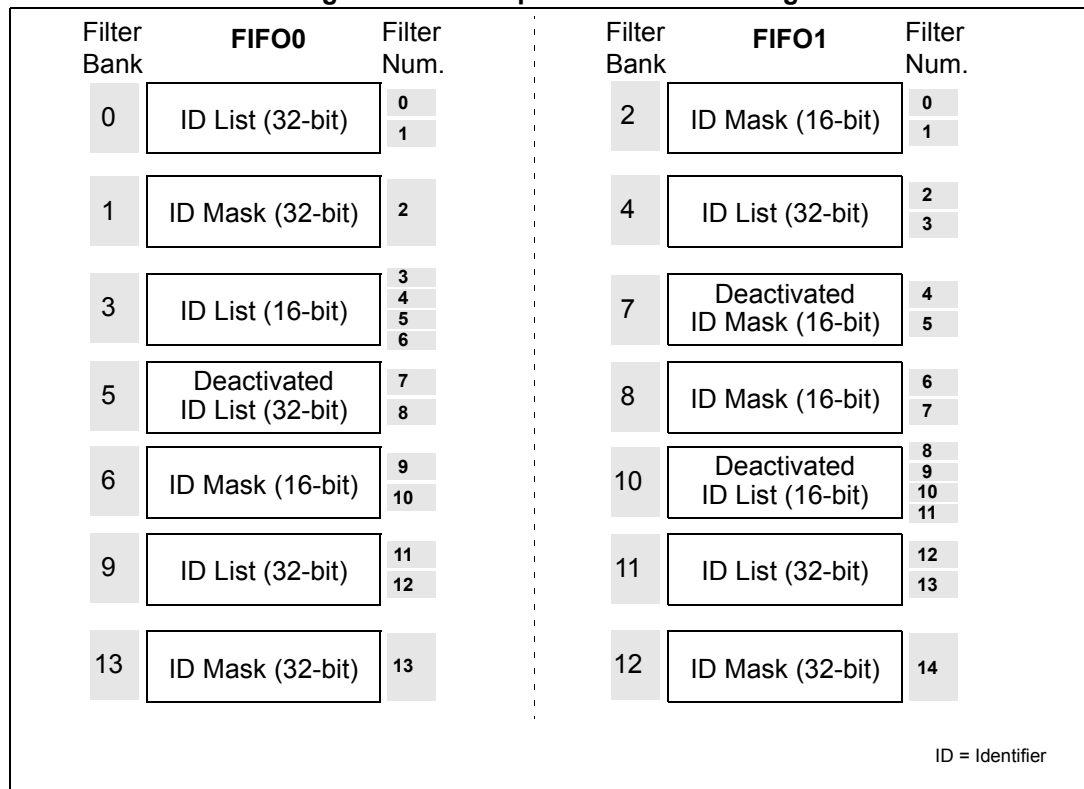 Filter Bank
FIFO0
Filter Num.
0
ID List (32-bit)
0
1
1
ID Mask (32-bit)
2
3
ID List (16-bit)
3
4
5
6
5
Deactivated
ID List (32-bit)
7
8
6
ID Mask (16-bit)
9
10
9
ID List (32-bit)
11
12
13
ID Mask (32-bit)
13
Filter Bank
FIFO1
Filter Num.
2
ID Mask (16-bit)
0
1
4
ID List (32-bit)
2
3
7
Deactivated
ID Mask (16-bit)
4
5
8
ID Mask (16-bit)
6
7
10
Deactivated
ID List (16-bit)
8
9
10
11
11
ID List (32-bit)
12
13
12
ID Mask (32-bit)
14
ID = Identifier